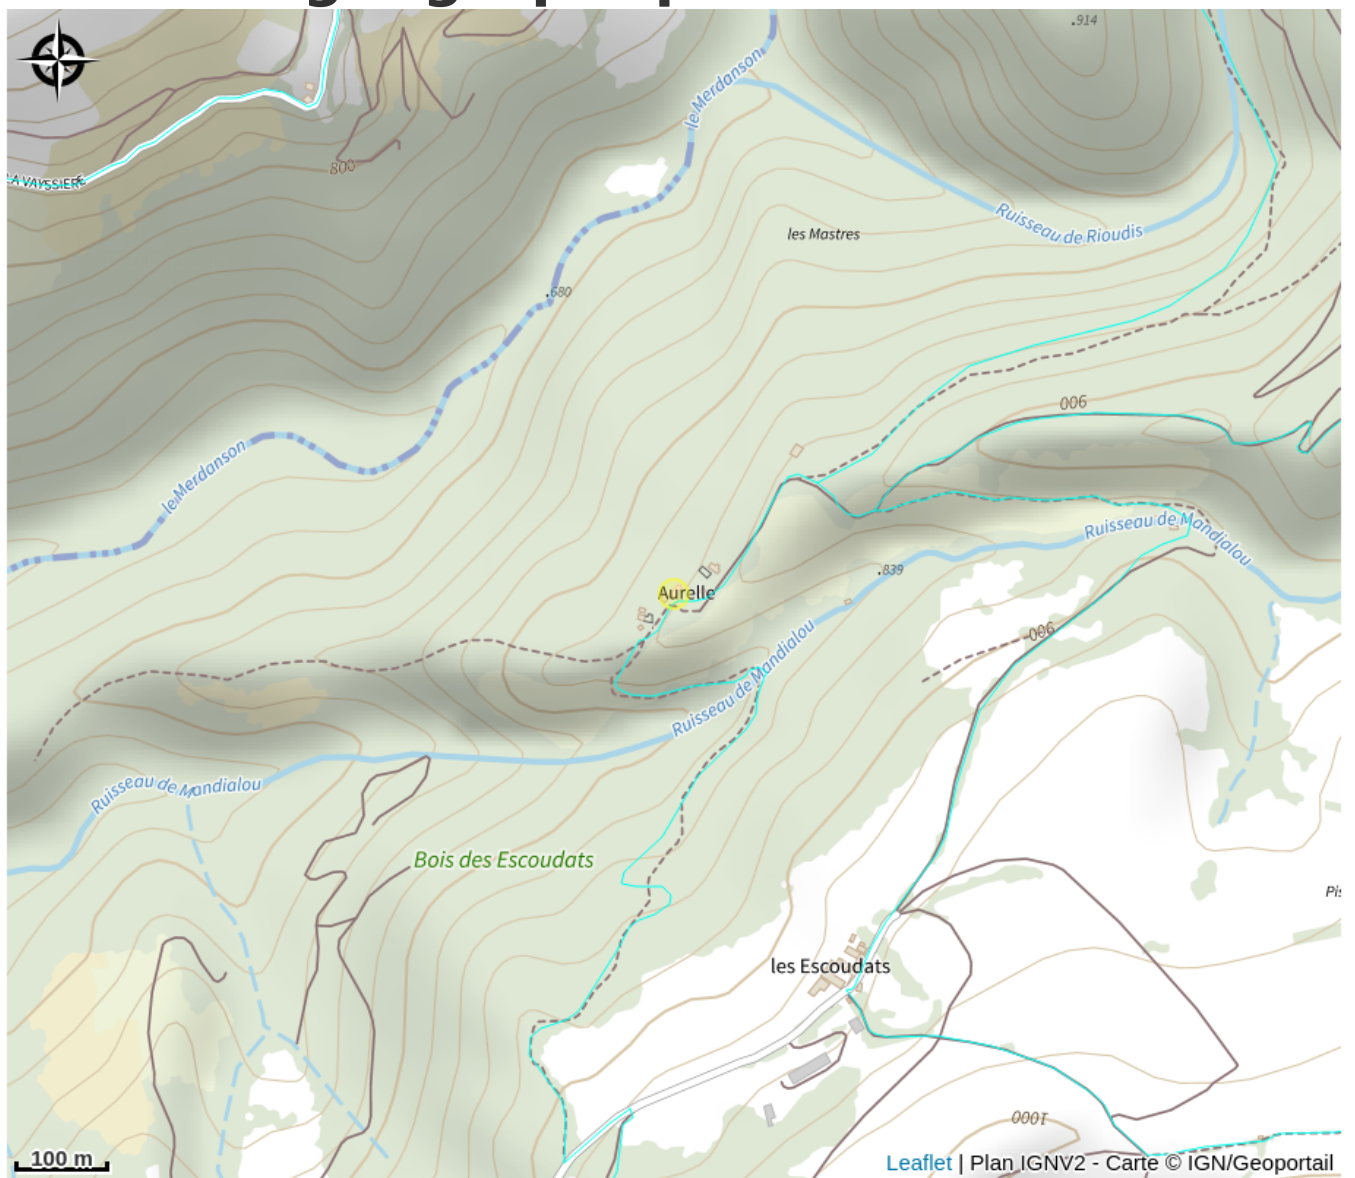 .914
le Merdanson
800
LA VAYSSIERE
Ruisseau de Rioudis
les Mastres
.680
900
le Merdanson
Ruisseau de Mandialou
.839
Aurelle
900
Ruisseau de Mandialou
Ruisseau de Mandialou
Bois des Escoudats
les Escoudats
1000
100 m
Leaflet | Plan IGNV2 - Carte © IGN/Geoportail